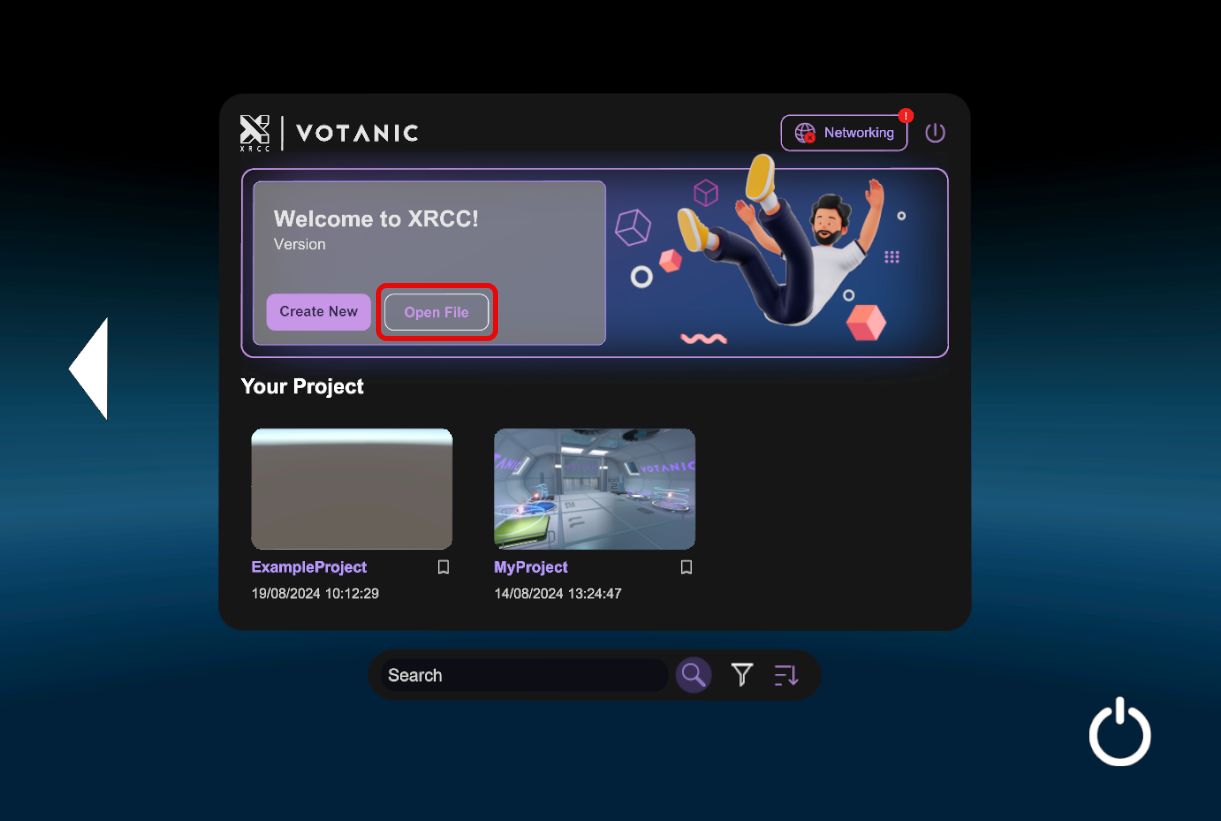 XRCC
VOTANIC
Networking
!
Welcome to XRCC!
Version
Create New
Open File
Your Project
VOTANIC
ExampleProject
MyProject
19/08/2024 10:12:29
14/08/2024 13:24:47
Search